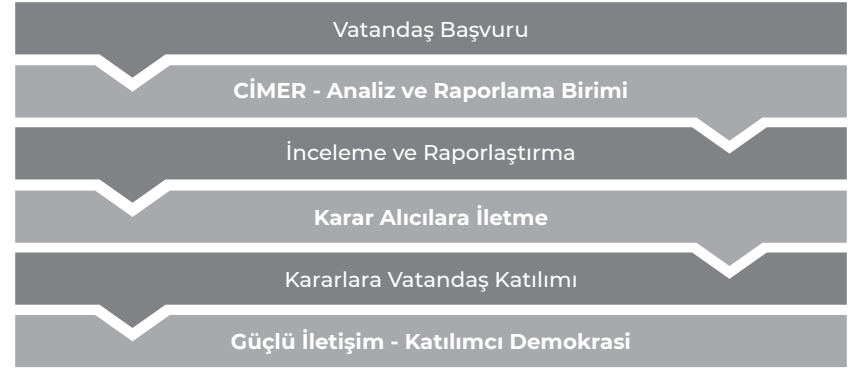 Vatandaş Başvuru
CİMER - Analiz ve Raporlama Birimi
İnceleme ve Raporlaştırma
Karar Alıcılara İletme
Kararlara Vatandaş Katılımı
Güçlü İletişim - Katılımcı Demokrasi